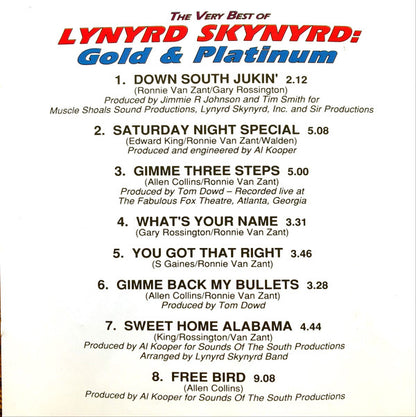 THE VERY BEST OF
LYNYRD SKYNYRD:
Gold & Platinum
1. DOWN SOUTH JUKIN' 2.12
(Ronnie Van Zant/Gary Rossington)
Produced by Jimmie R Johnson and Tim Smith for
Muscle Shoals Sound Productions, Lynyrd Skynyrd, Inc. and Sir Productions
2. SATURDAY NIGHT SPECIAL 5.08
(Edward King/Ronnie Van Zant/Walden)
Produced and engineered by Al Kooper
3. GIMME THREE STEPS 5.00
(Allen Collins/Ronnie Van Zant)
Produced by Tom Dowd – Recorded live at
The Fabulous Fox Theatre, Atlanta, Georgia
4. WHAT'S YOUR NAME 3.31
(Gary Rossington/Ronnie Van Zant)
5. YOU GOT THAT RIGHT 3.46
(S Gaines/Ronnie Van Zant)
6. GIMME BACK MY BULLETS 3.28
(Allen Collins/Ronnie Van Zant)
Produced by Tom Dowd
7. SWEET HOME ALABAMA 4.44
(King/Rossington/Van Zant)
Produced by Al Kooper for Sounds Of The South Productions
Arranged by Lynyrd Skynyrd Band
8. FREE BIRD 9.08
(Allen Collins)
Produced by Al Kooper for Sounds Of The South Productions